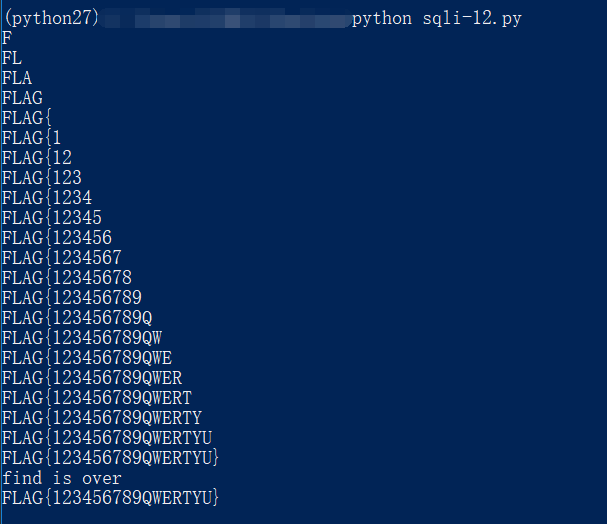 (python27) python sqli-12.py
F
FL
FLA
FLAG
FLAG{
FLAG{1
FLAG{12
FLAG{123
FLAG{1234
FLAG{12345
FLAG{123456
FLAG{1234567
FLAG{12345678
FLAG{123456789
FLAG{123456789Q
FLAG{123456789QW
FLAG{123456789QWE
FLAG{123456789QWER
FLAG{123456789QWERT
FLAG{123456789QWERTY
FLAG{123456789QWERTYU
FLAG{123456789QWERTYU}
find is over
FLAG{123456789QWERTYU}